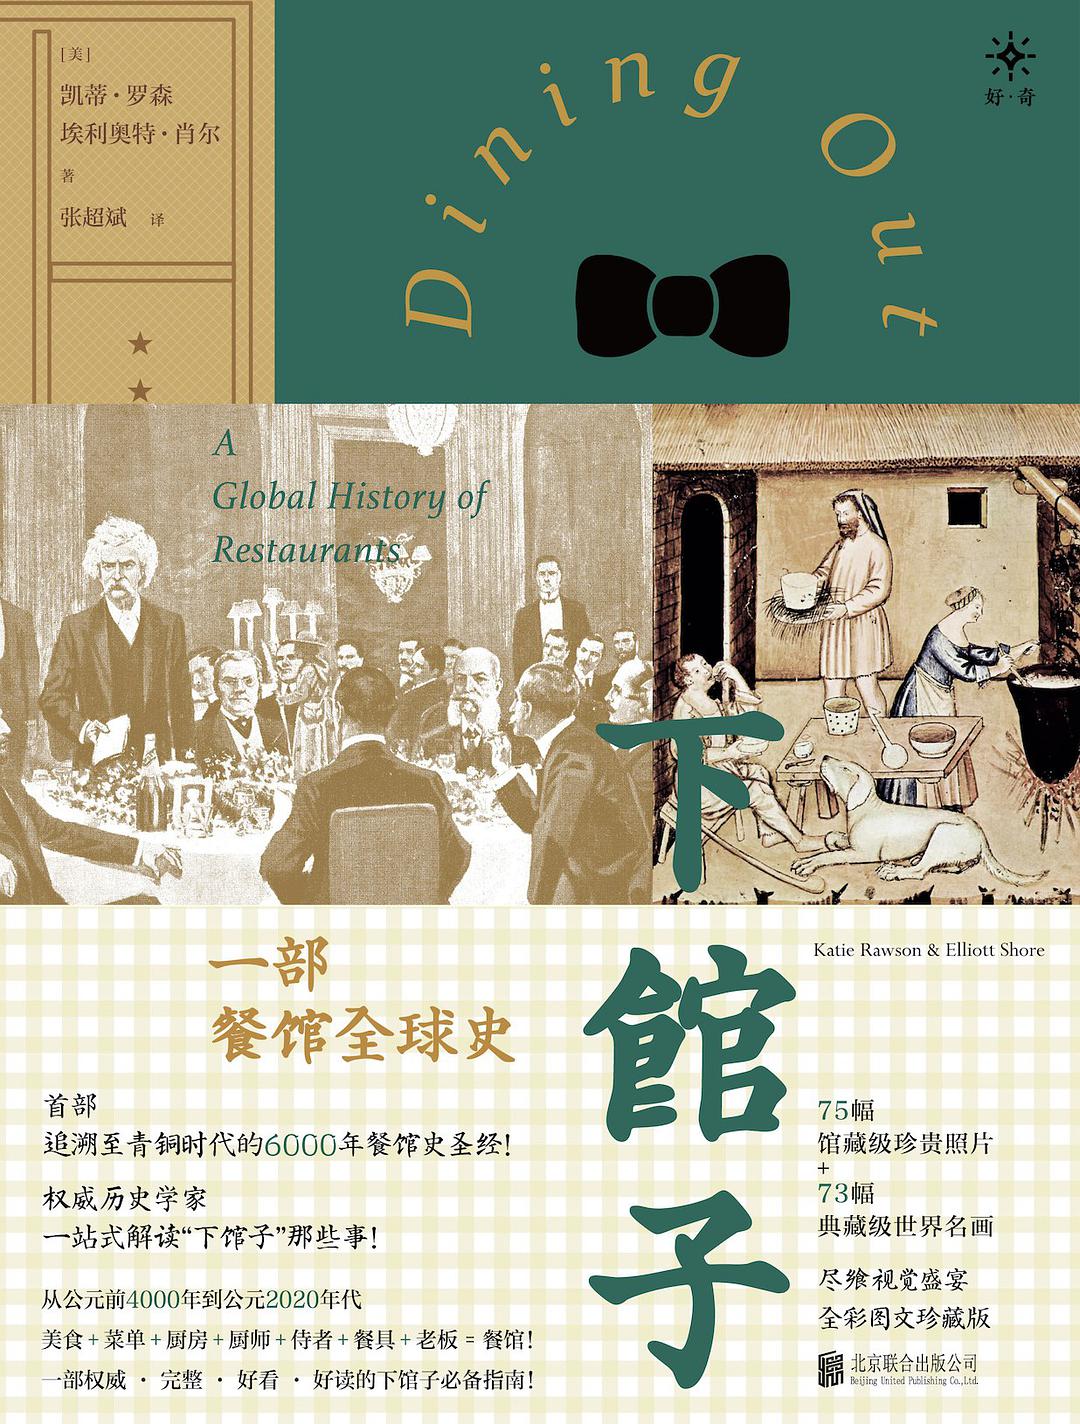 [美]
凯蒂·罗森
埃利奥特·肖尔
著
张超斌 译
Dining Out
好·奇
A
Global History of
Restaurants
下館子
Katie Rawson & Elliott Shore
一部
餐馆全球史
首部
追溯至青铜时代的6000年餐馆史圣经!
权威历史学家
一站式解读“下馆子”那些事!
从公元前4000年到公元2020年代
美食+菜单+厨房+厨师+侍者+餐具+老板=餐馆!
一部权威 · 完整 · 好看 · 好读的下馆子必备指南!
75幅
馆藏级珍贵照片
+
73幅
典藏级世界名画
尽飨视觉盛宴
全彩图文珍藏版
北京联合出版公司
Beijing United Publishing Co.,Ltd.